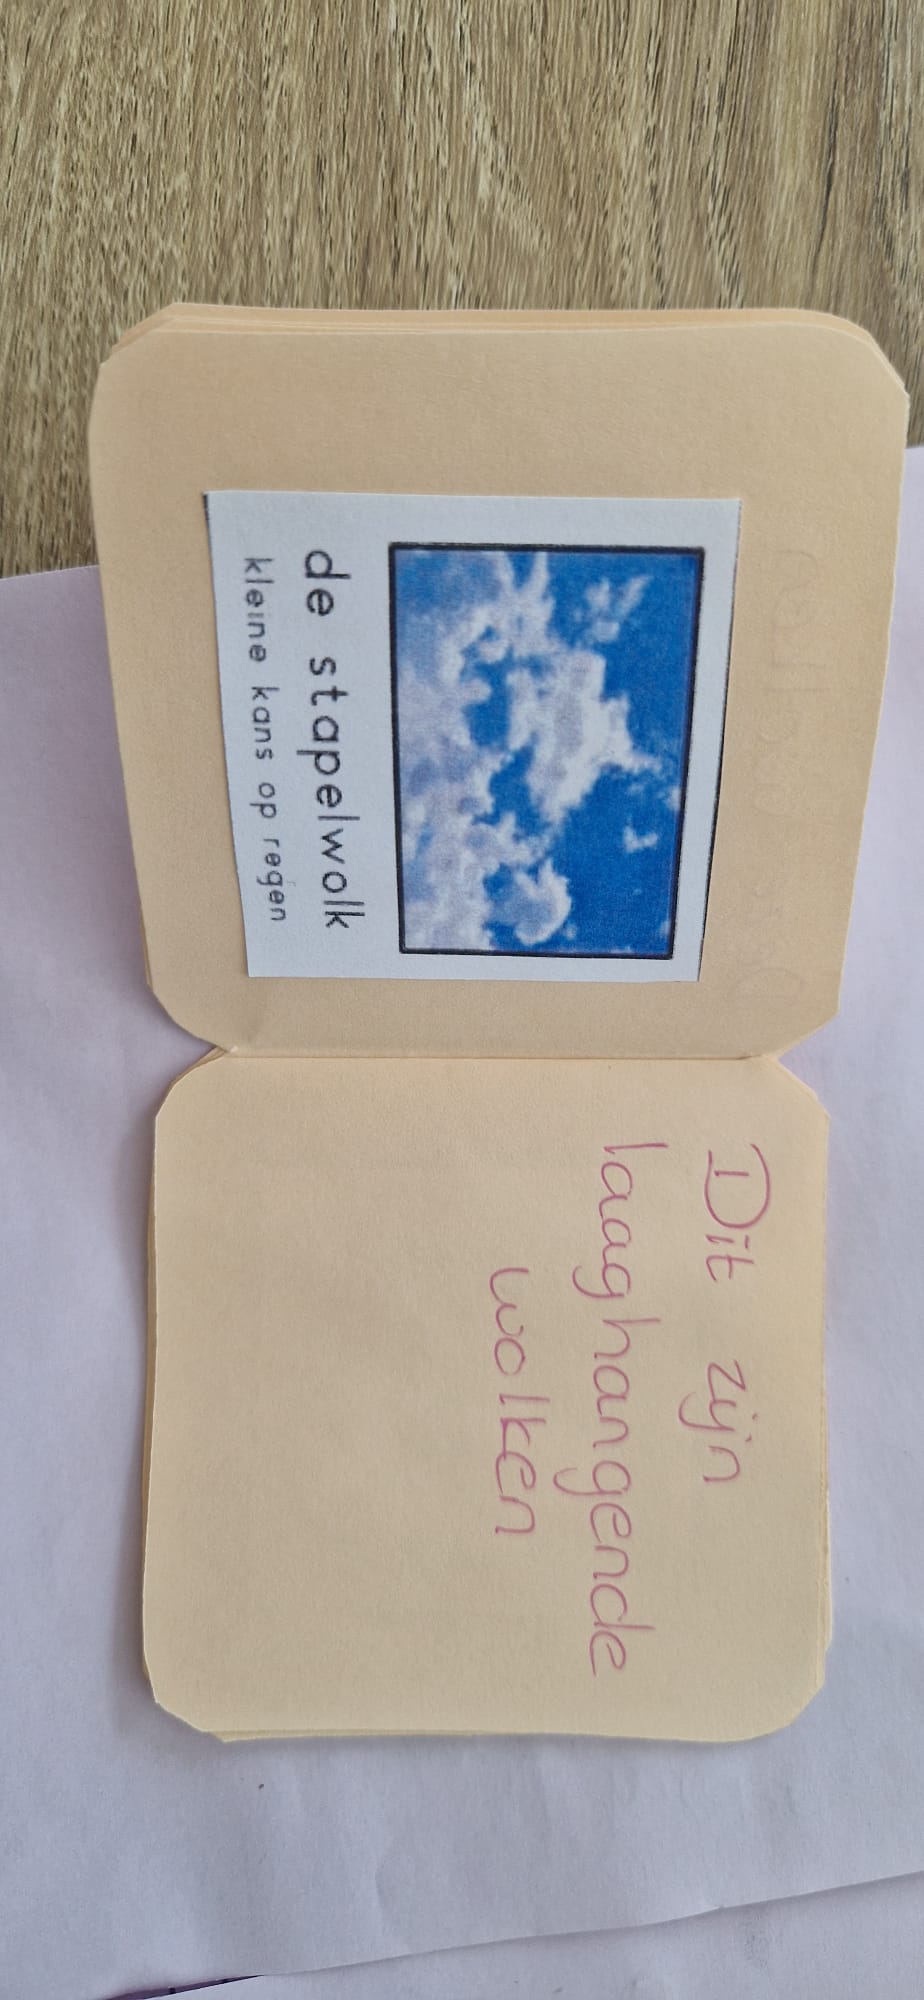 de stapelwolk
kleine kans op regen
Dit zijn
laaghangende
wolken